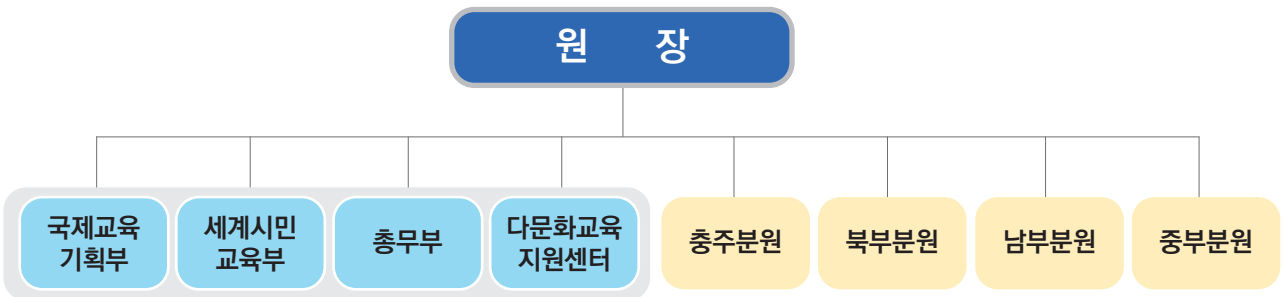 원 장
국제교육
기획부
세계시민
교육부
총무부
다문화교육
지원센터
충주분원
북부분원
남부분원
중부분원